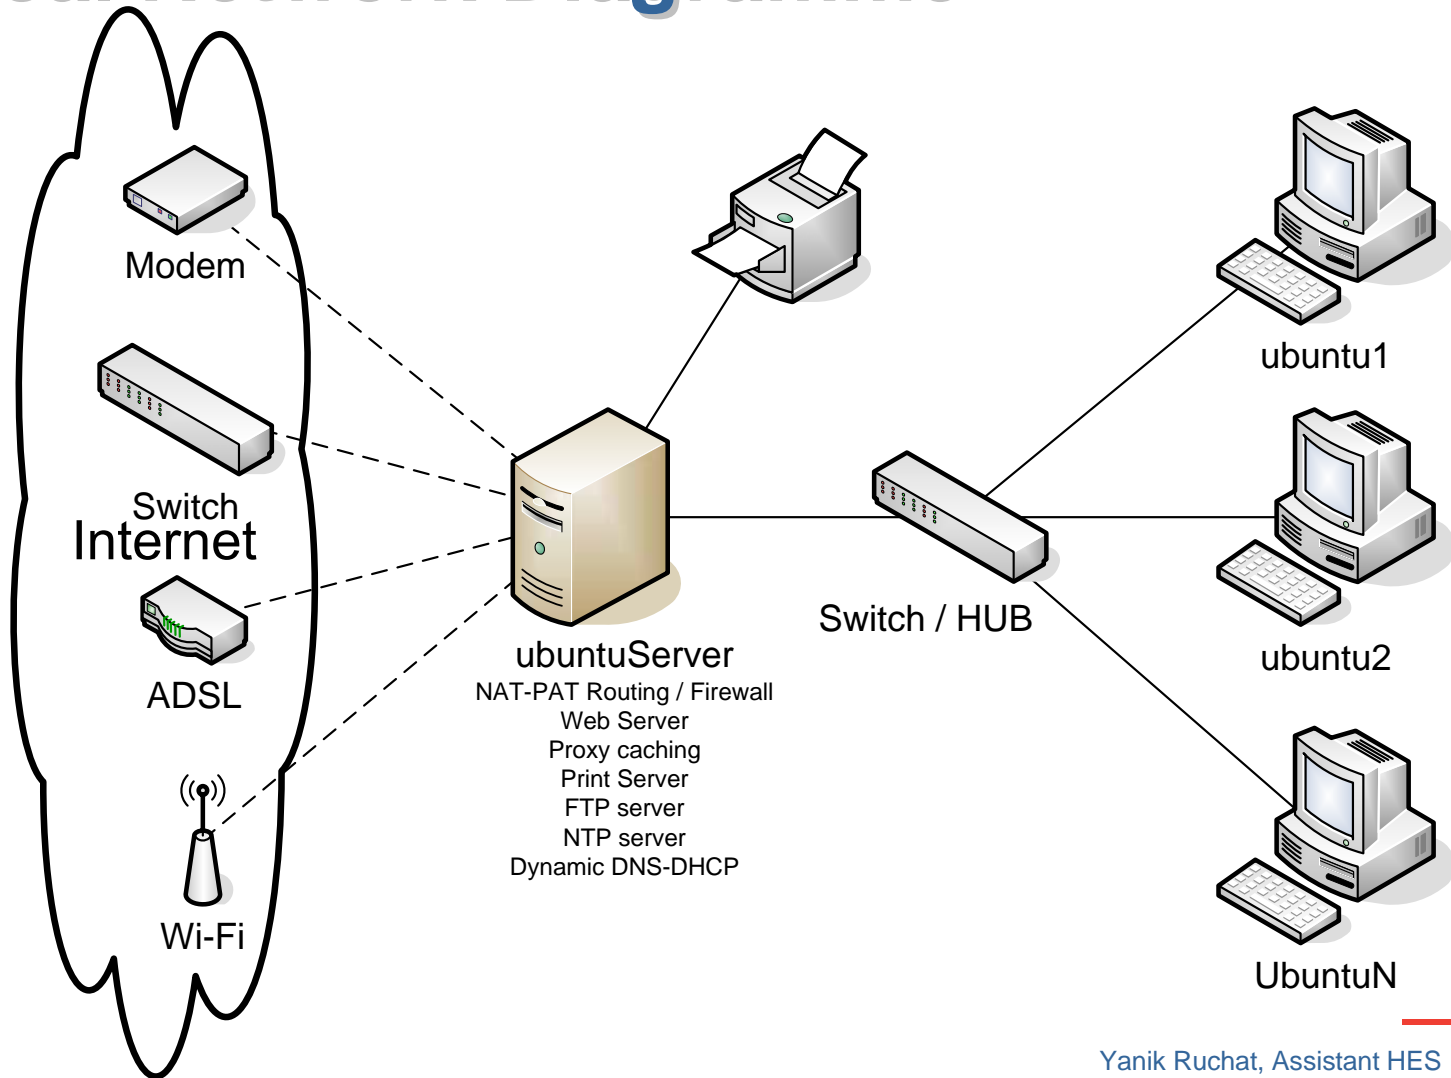 Modem
Switch
Internet
ADSL
Wi-Fi
ubuntuServer
NAT-PAT Routing / Firewall
Web Server
Proxy caching
Print Server
FTP server
NTP server
Dynamic DNS-DHCP
Switch / HUB
ubuntu1
ubuntu2
UbuntuN
Yanik Ruchat, Assistant HES